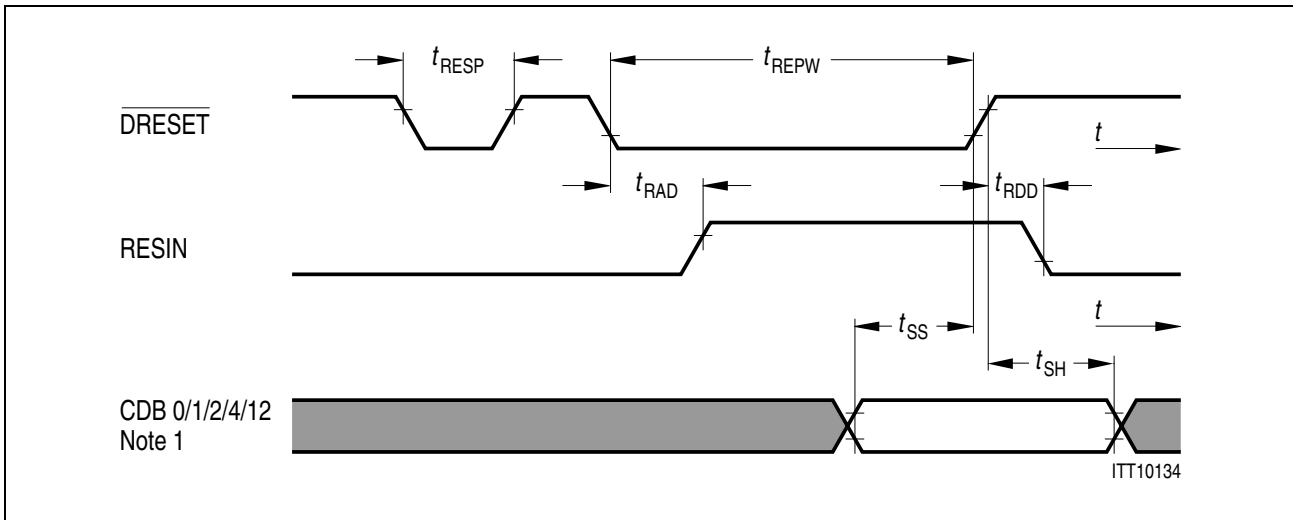 tRESP
tREPW
DRESET
t
tRAD
tRDD
RESIN
t
tSS
tSH
CDB 0/1/2/4/12
Note 1
ITT10134